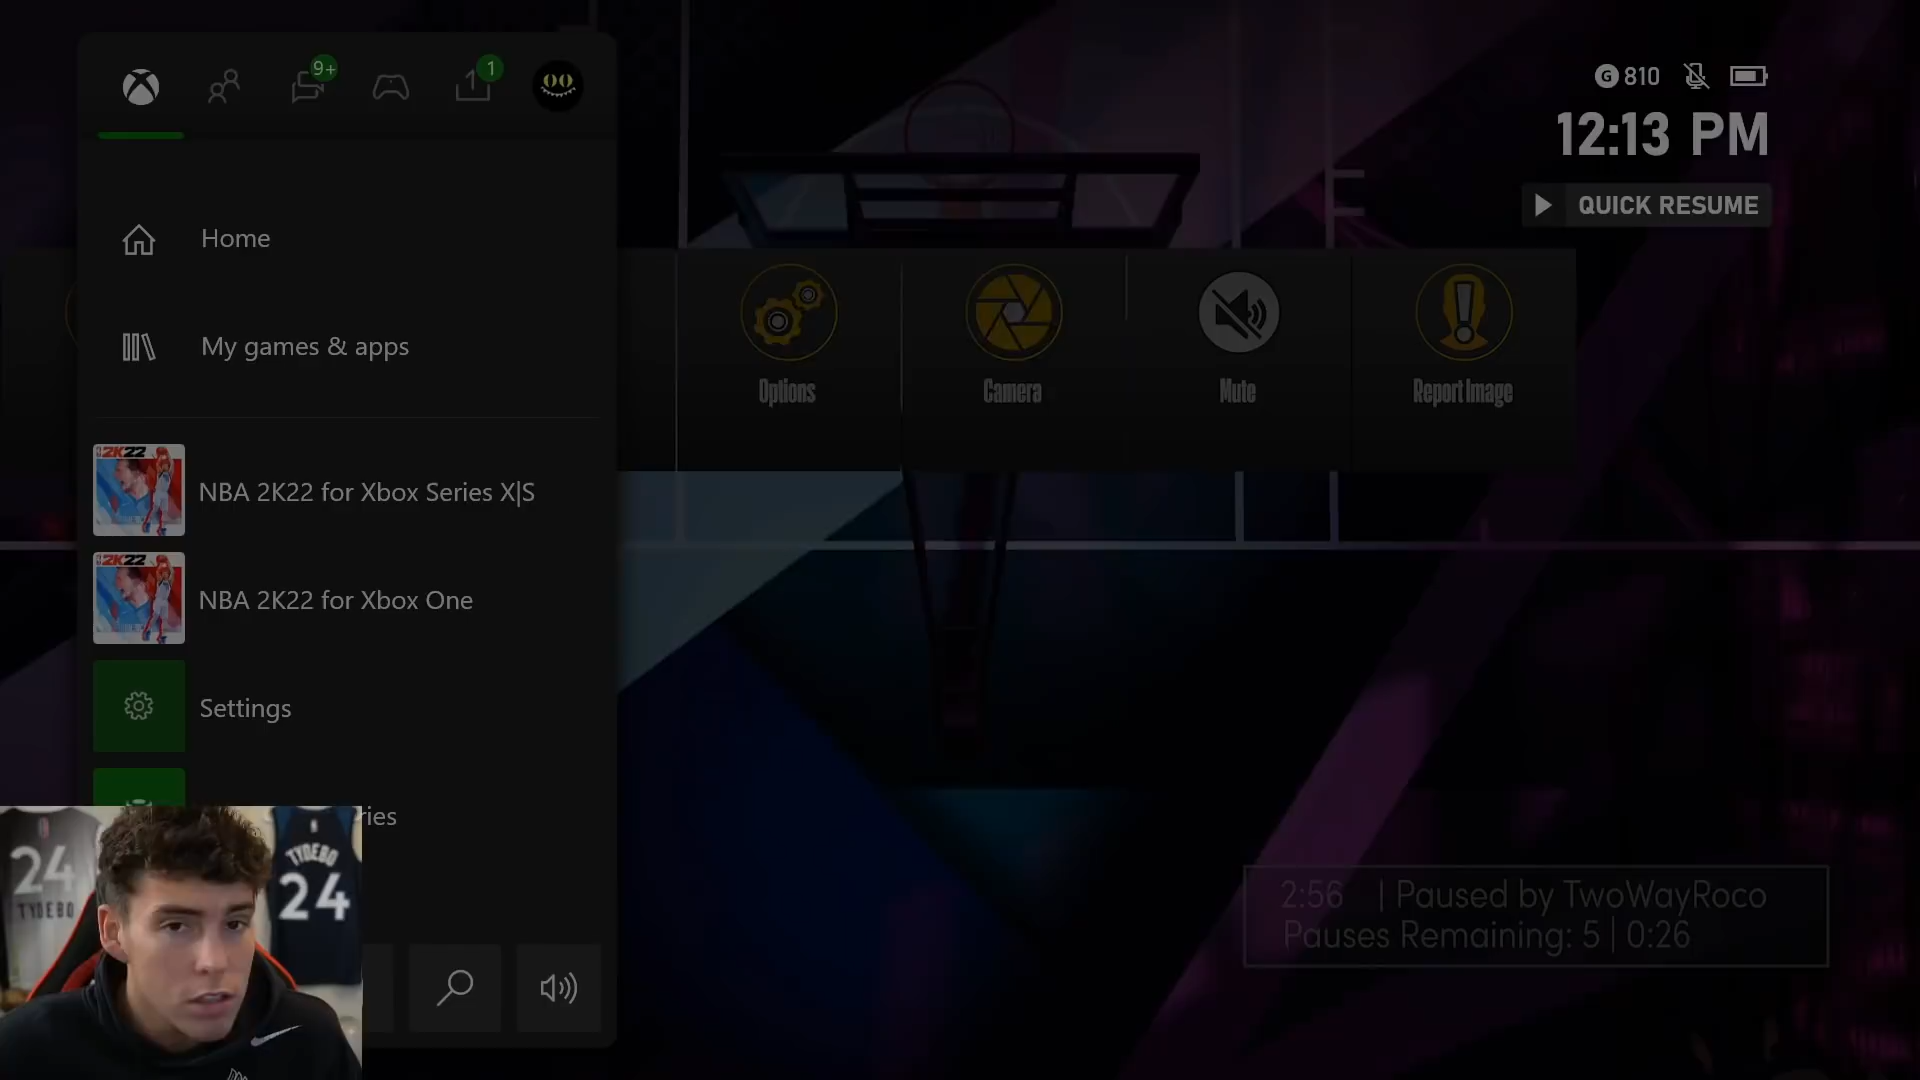 9+
1
G 810
12:13 PM
QUICK RESUME
Home
My games & apps
Options
Camera
Mute
Report Image
2K22
NBA 2K22 for Xbox Series X|S
2K22
NBA 2K22 for Xbox One
Settings
ries
24
TYDEBO
TYDEBO
24
2:56 | Paused by TwoWayRoco
Pauses Remaining: 5 | 0:26